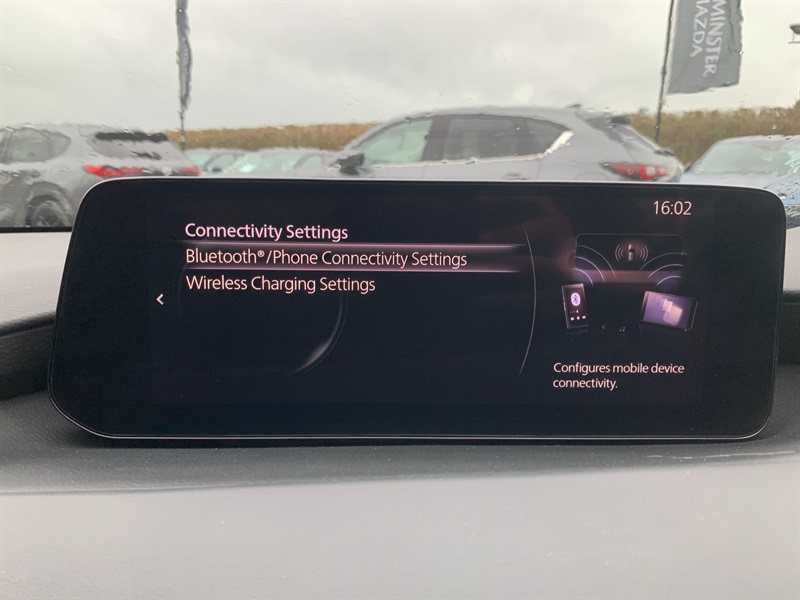 MINSTER
MAZDA
16:02
Connectivity Settings
Bluetooth®/Phone Connectivity Settings
Wireless Charging Settings
Configures mobile device
connectivity.